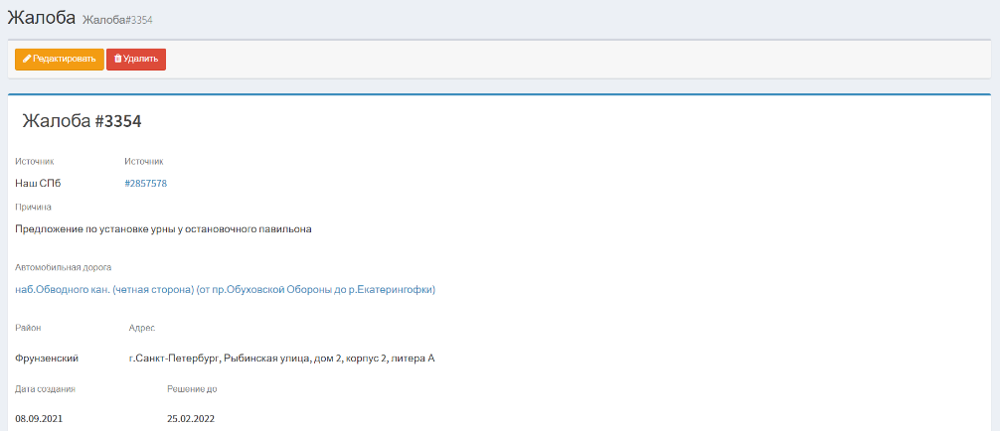 Жалоба Жалоба#3354
Редактировать Удалить
Жалоба #3354
Источник Источник
Наш СПб #2857578
Причина
Предложение по установке урны у остановочного павильона
Автомобильная дорога
наб.Обводного кан. (четная сторона) (от пр.Обуховской Обороны до р.Екатерингофки)
Район Адрес
Фрунзенский г.Санкт-Петербург, Рыбинская улица, дом 2, корпус 2, литера А
Дата создания Решение до
08.09.2021 25.02.2022